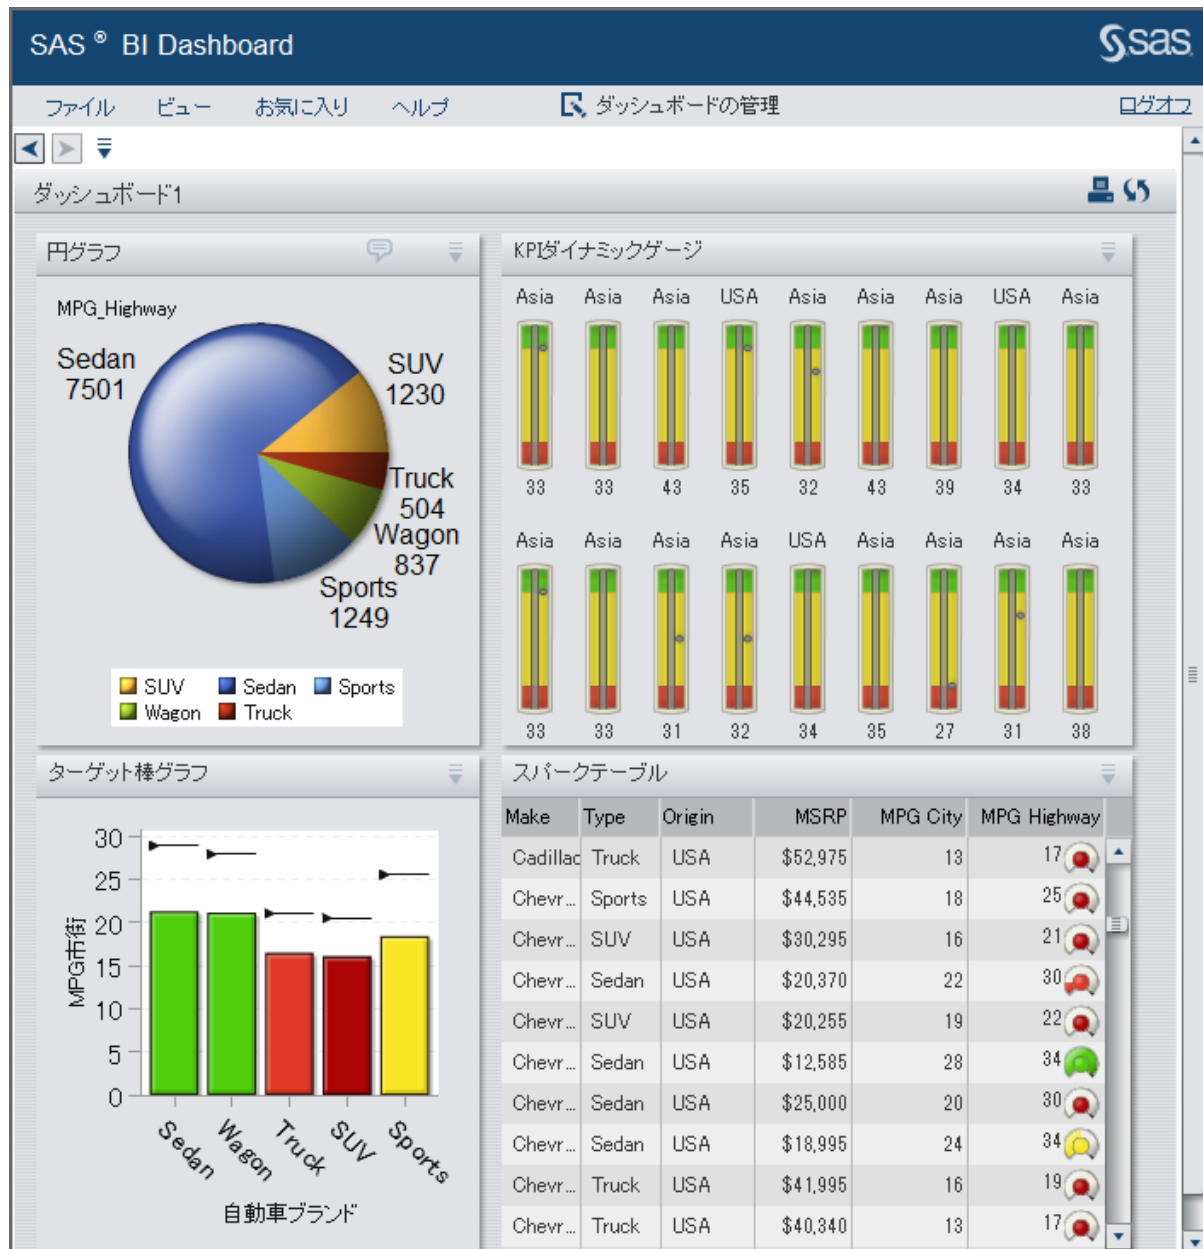 SAS ® BI Dashboard
sas
ファイル ビュー お気に入り ヘルプ ダッシュボードの管理 ログオフ
ダッシュボード1
円グラフ
MPG_Highway
Sedan
7501
SUV
1230
Truck
504
Wagon
837
Sports
1249
SUV Sedan Sports
Wagon Truck
KPIダイナミックゲージ
Asia Asia Asia USA Asia Asia Asia USA Asia
33 33 43 35 32 43 39 34 33
Asia Asia Asia Asia USA Asia Asia Asia Asia
33 33 31 32 34 35 27 31 38
ターゲット棒グラフ
MPG市街
30
25
20
15
10
5
0
Sedan Wagon Truck SUV Sports
自動車ブランド
スパークテーブル
Make Type Origin MSRP MPG City MPG Highway
Cadillac Truck USA $52,975 13 17
Chevr... Sports USA $44,535 18 25
Chevr... SUV USA $30,295 16 21
Chevr... Sedan USA $20,370 22 30
Chevr... SUV USA $20,255 19 22
Chevr... Sedan USA $12,585 28 34
Chevr... Sedan USA $25,000 20 30
Chevr... Sedan USA $18,995 24 34
Chevr... Truck USA $41,995 16 19
Chevr... Truck USA $40,340 13 17